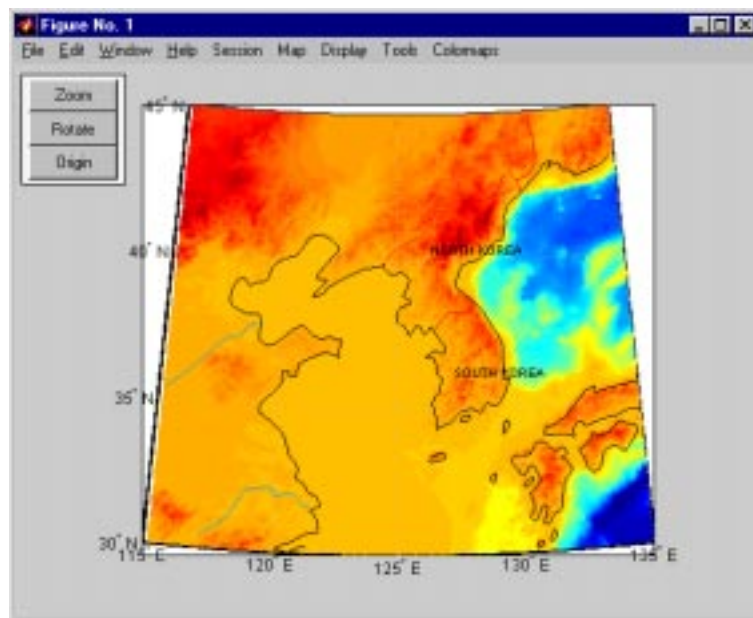 Figure No. 1
File Edit Window Help Session Map Display Tools Colormaps
Zoom
Rotate
Origin
45° N
40° N
NORTH KOREA
SOUTH KOREA
35° N
30° N
115° E
120° E
125° E
130° E
135° E